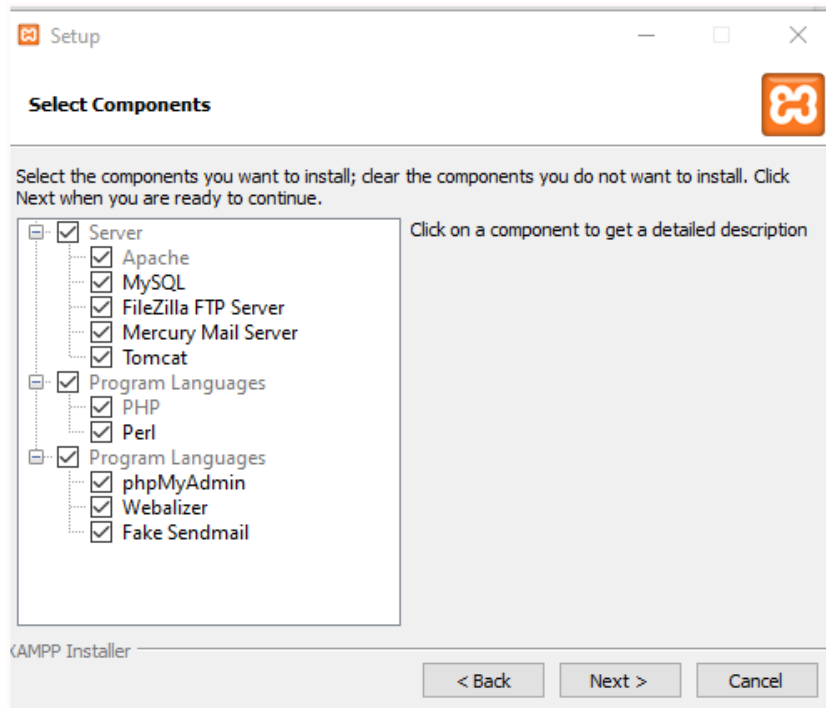 Setup
Select Components
Select the components you want to install; clear the components you do not want to install. Click
Next when you are ready to continue.
Click on a component to get a detailed description
Server
Apache
MySQL
FileZilla FTP Server
Mercury Mail Server
Tomcat
Program Languages
PHP
Perl
Program Languages
phpMyAdmin
Webalizer
Fake Sendmail
XAMPP Installer
< Back
Next >
Cancel